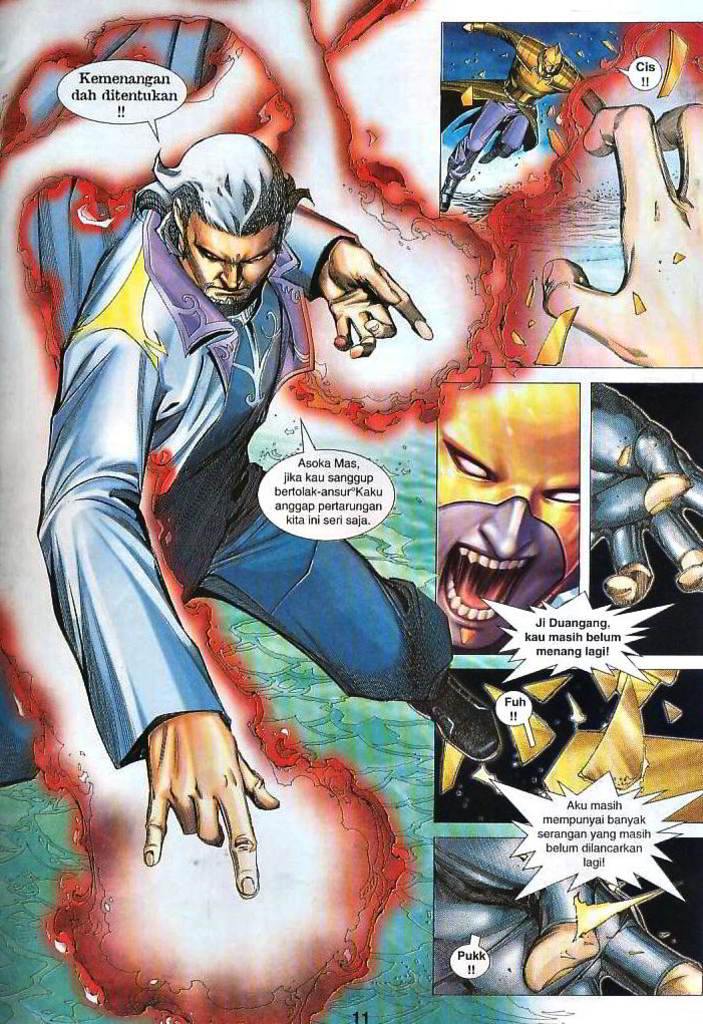 Kemenangan
dah ditentukan
!!
Cis
!!
Asoka Mas,
jika kau sanggup
bertolak-ansur°Kaku
anggap pertarungan
kita ini seri saja.
Ji Duangang,
kau masih belum
menang lagi!
Fuh
!!
Aku masih
mempunyai banyak
serangan yang masih
belum dilancarkan
lagi!
Pukk
!!
11